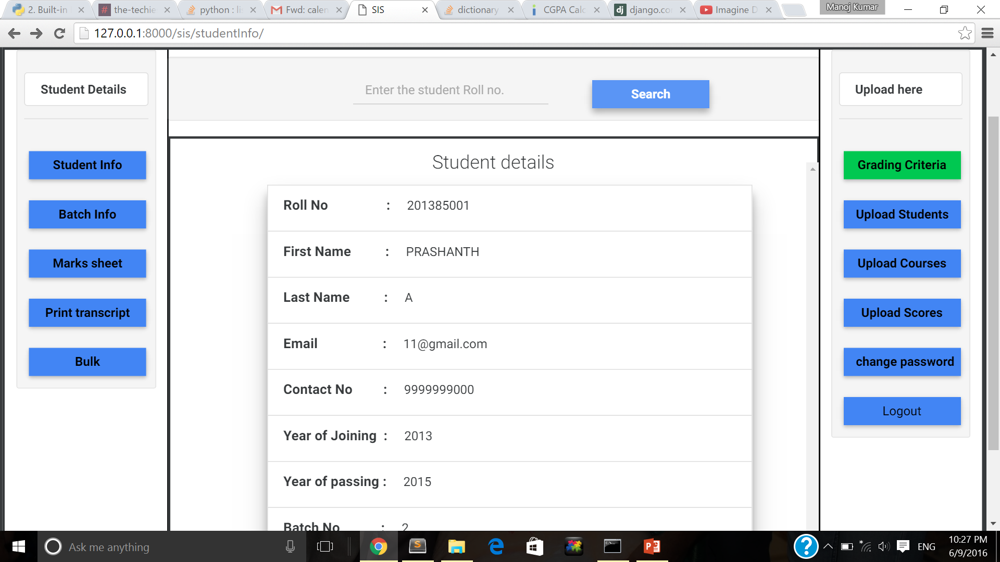 2. Built-in
the-techie
python : lis
Fwd: calen
SIS
dictionary
CGPA Calc
django.co
Imagine D
Manoj Kumar
127.0.0.1:8000/sis/studentInfo/
Student Details
Student Info
Batch Info
Marks sheet
Print transcript
Bulk
Enter the student Roll no.
Search
Student details
Roll No : 201385001
First Name : PRASHANTH
Last Name : A
Email : 11@gmail.com
Contact No : 9999999000
Year of Joining : 2013
Year of passing : 2015
Batch No : 2
Upload here
Grading Criteria
Upload Students
Upload Courses
Upload Scores
change password
Logout
Ask me anything
ENG
10:27 PM
6/9/2016